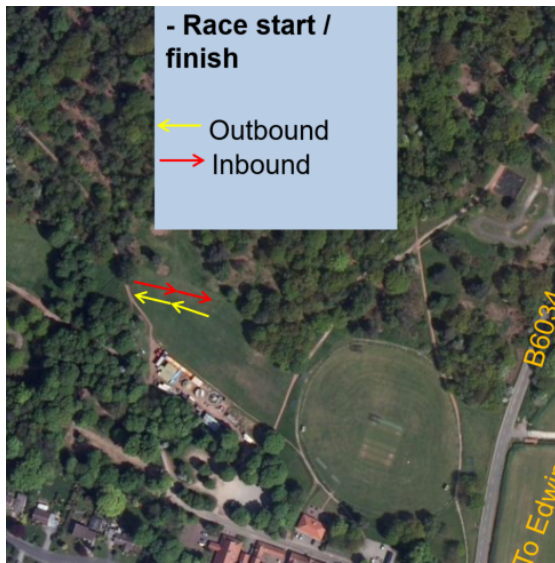 - Race start /
finish
Outbound
Inbound
B6034
To Edwin